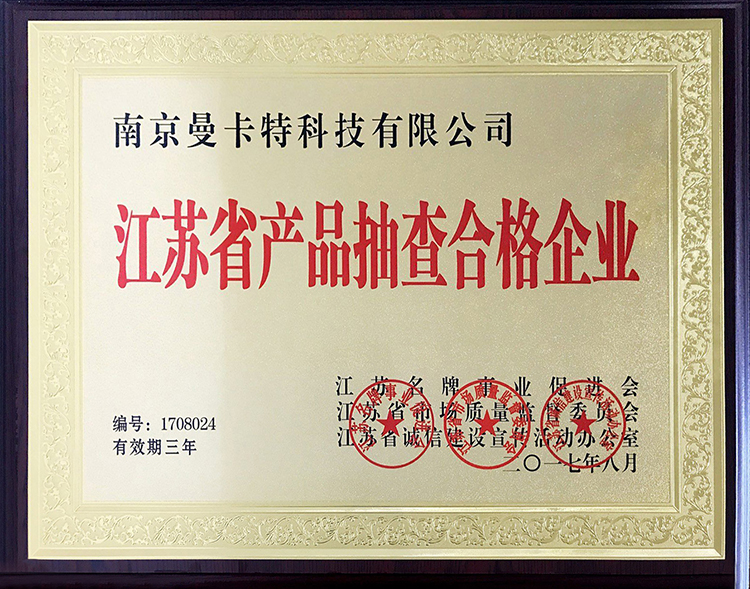 南京曼卡特科技有限公司
江苏省产品抽查合格企业
编号：1708024
有效期三年
江苏名牌事业促进会
江苏省市场质量监督委员会
江苏省诚信建设宣传活动办公室
二〇一七年八月